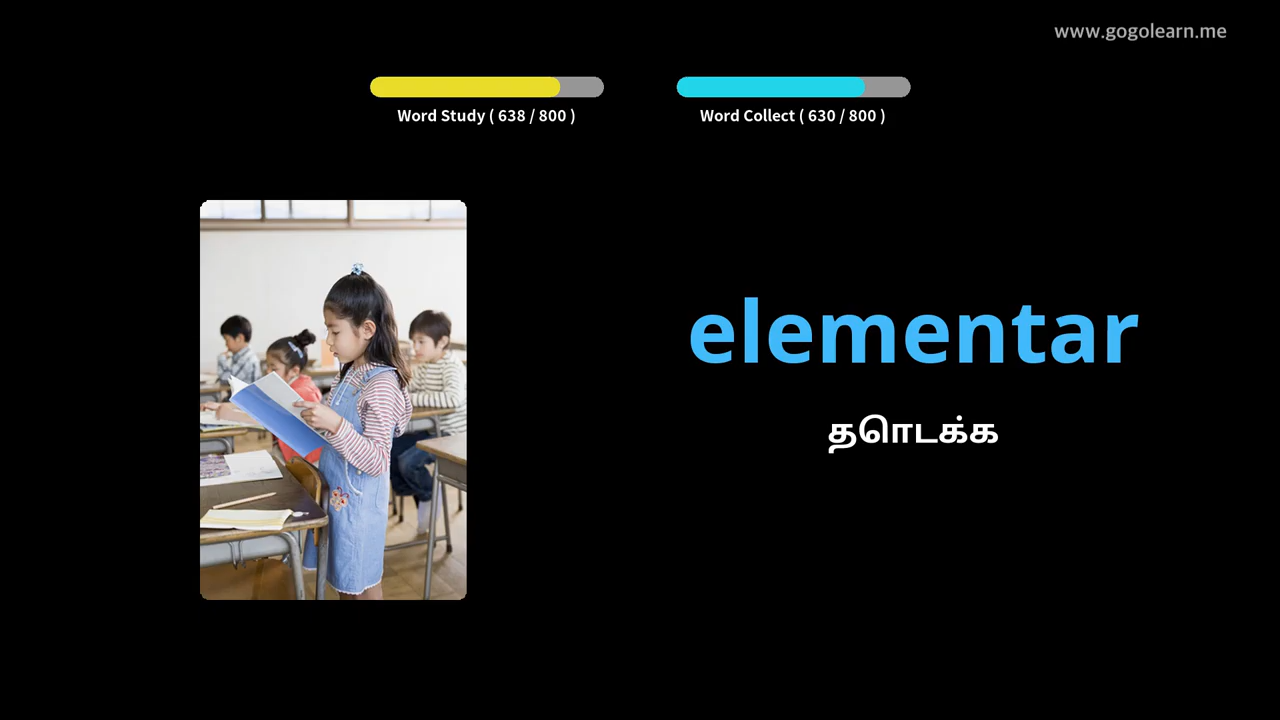 www.gogolearn.me
Word Study ( 638 / 800 )
Word Collect ( 630 / 800 )
elementar
தொடக்க